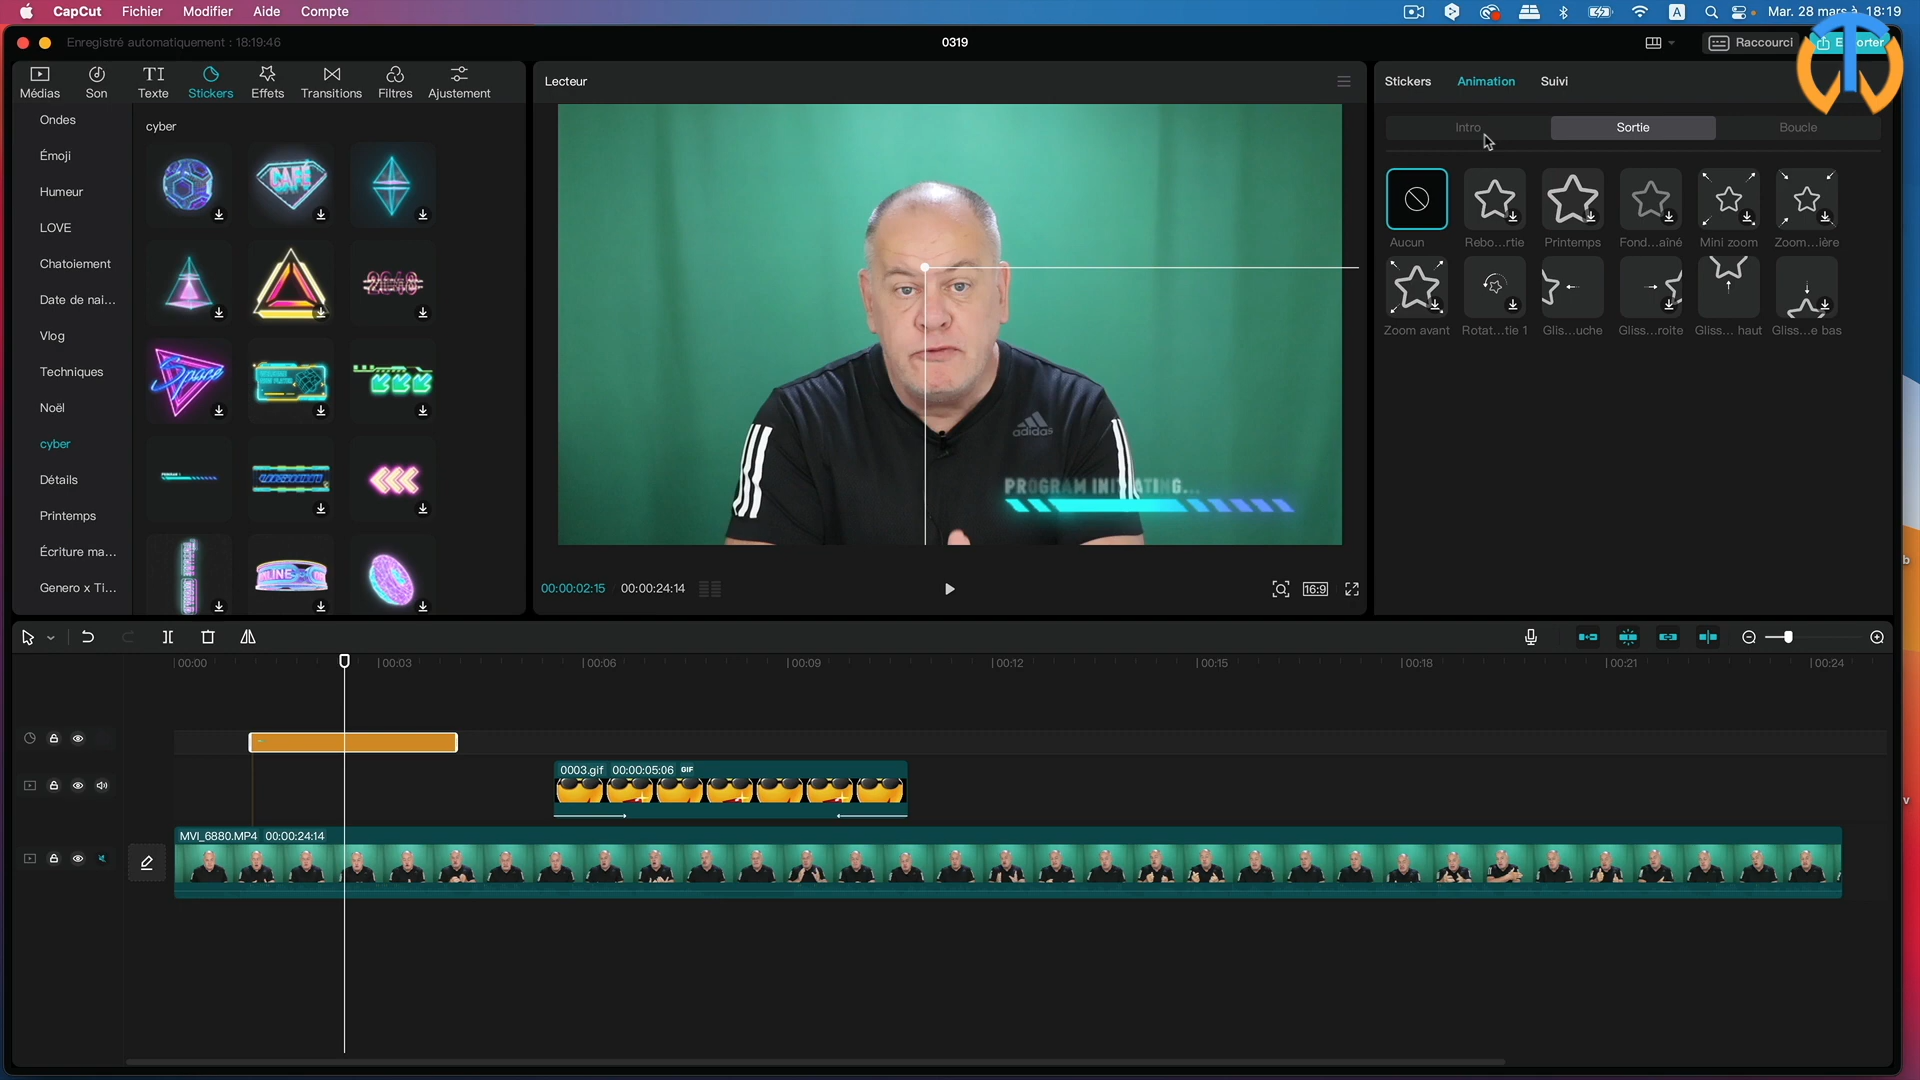 CapCut Fichier Modifier Aide Compte
A Mar. 28 mars à 18:19
Enregistré automatiquement : 18:19:46
0319
Raccourci
Médias Son TI Texte Stickers Effets Transitions Filtres Ajustement
Lecteur
Stickers Animation Suivi
Intro Sortie Boucle
Ondes
Émoji
Humeur
LOVE
Chatoiement
Date de nai...
Vlog
Techniques
Noël
cyber
Détails
Printemps
Écriture ma...
Genero x Ti...
cyber
CAFÉ
2048
Space
Aucun Rebo...rtie Printemps Fond...aîné Mini zoom Zoom...ière
Zoom avant Rotat...tie 1 Glis...uche Gliss...roite Gliss... haut Gliss...e bas
adidas
PROGRAM INITIATING...
00:00:02:15 00:00:24:14
16:9
00:00 00:03 00:06 00:09 00:12 00:15 00:18 00:21 00:24
0003.gif 00:00:05:06 GIF
MVI_6880.MP4 00:00:24:14
b
v